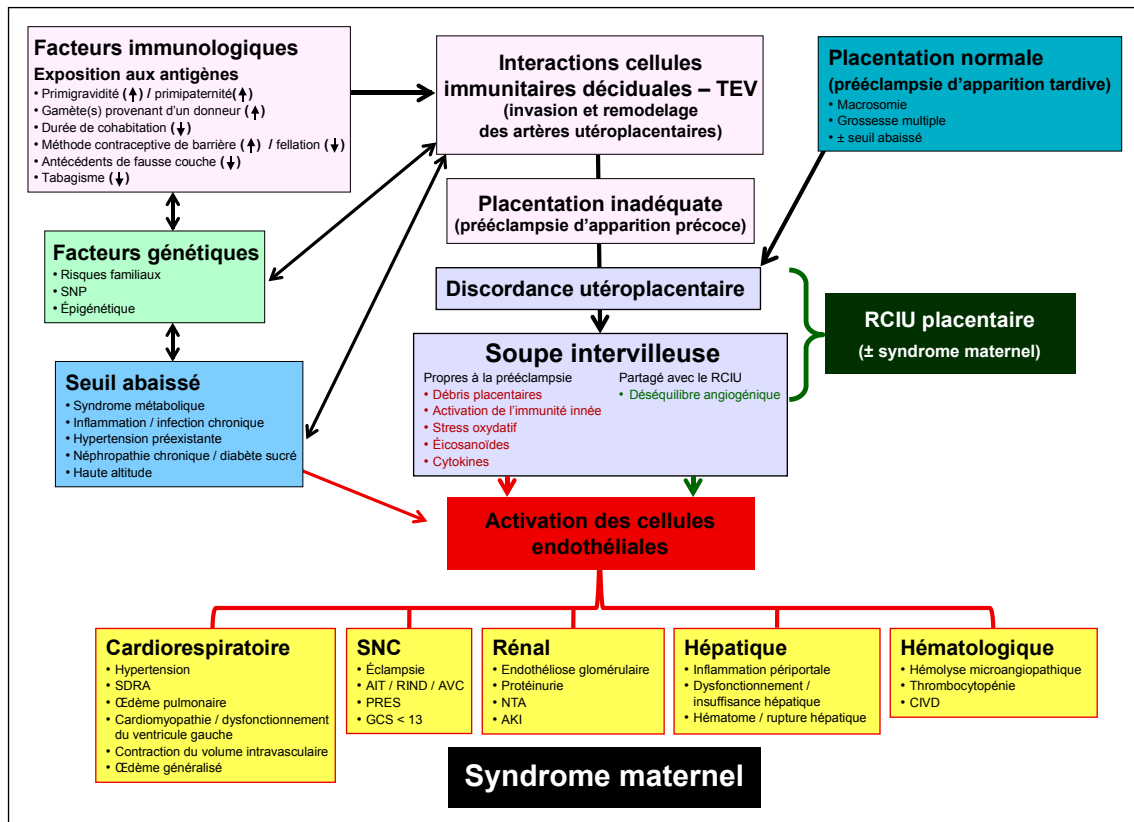 Facteurs immunologiques
Exposition aux antigènes
• Primigravidité (↑) / primipaternité(↑)
• Gamète(s) provenant d'un donneur (↑)
• Durée de cohabitation (↓)
• Méthode contraceptive de barrière (↑) / fellation (↓)
• Antécédents de fausse couche (↓)
• Tabagisme (↓)
Interactions cellules
immunitaires déciduales – TEV
(invasion et remodelage
des artères utéroplacentaires)
Placentation normale
(prééclampsie d'apparition tardive)
• Macrosomie
• Grossesse multiple
• ± seuil abaissé
Placentation inadéquate
(prééclampsie d'apparition précoce)
Facteurs génétiques
• Risques familiaux
• SNP
• Épigénétique
Discordance utéroplacentaire
RCIU placentaire
(± syndrome maternel)
Soupe intervilleuse
Propres à la prééclampsie
• Débris placentaires
• Activation de l'immunité innée
• Stress oxydatif
• Éicosanoïdes
• Cytokines
Partagé avec le RCIU
• Déséquilibre angiogénique
Seuil abaissé
• Syndrome métabolique
• Inflammation / infection chronique
• Hypertension préexistante
• Néphropathie chronique / diabète sucré
• Haute altitude
Activation des cellules
endothéliales
Cardiorespiratoire
• Hypertension
• SDRA
• Œdème pulmonaire
• Cardiomyopathie / dysfonctionnement
du ventricule gauche
• Contraction du volume intravasculaire
• Œdème généralisé
SNC
• Éclampsie
• AIT / RIND / AVC
• PRES
• GCS < 13
Rénal
• Endothéliose glomérulaire
• Protéinurie
• NTA
• AKI
Hépatique
• Inflammation périportale
• Dysfonctionnement /
insuffisance hépatique
• Hématome / rupture hépatique
Hématologique
• Hémolyse microangiopathique
• Thrombocytopénie
• CIVD
Syndrome maternel